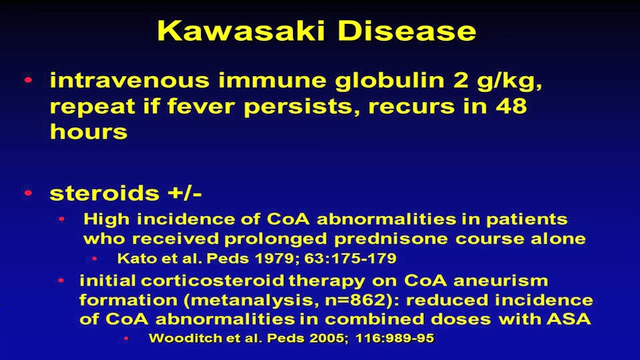 Kawasaki Disease
• intravenous immune globulin 2 g/kg,
repeat if fever persists, recurs in 48
hours
• steroids +/-
• High incidence of CoA abnormalities in patients
who received prolonged prednisone course alone
• Kato et al. Peds 1979; 63:175-179
• initial corticosteroid therapy on CoA aneurism
formation (metanalysis, n=862): reduced incidence
of CoA abnormalities in combined doses with ASA
• Wooditch et al. Peds 2005; 116:989-95